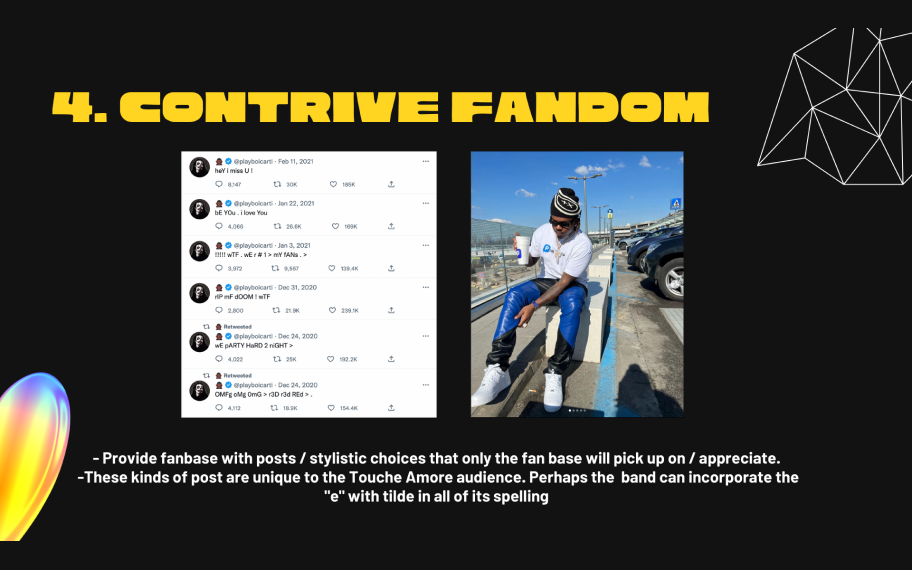 4. CONTRIVE FANDOM
@playboicarti · Feb 11, 2021
heY i miss U !
8,147 30K 185K
@playboicarti · Jan 22, 2021
bE YOu . i love You
4,066 26.6K 169K
@playboicarti · Jan 3, 2021
!!!!! wTF . wE r # 1 > mY fANs . >
3,972 9,557 139.4K
@playboicarti · Dec 31, 2020
rIP mF dOOM ! wTF
2,800 21.9K 239.1K
Retweeted
@playboicarti · Dec 24, 2020
wE pARTY HaRD 2 niGHT >
4,022 25K 192.2K
Retweeted
@playboicarti · Dec 24, 2020
OMFg oMg 0mG > r3D r3d REd > .
4,112 18.9K 154.4K
- Provide fanbase with posts / stylistic choices that only the fan base will pick up on / appreciate.
-These kinds of post are unique to the Touche Amore audience. Perhaps the band can incorporate the
"e" with tilde in all of its spelling